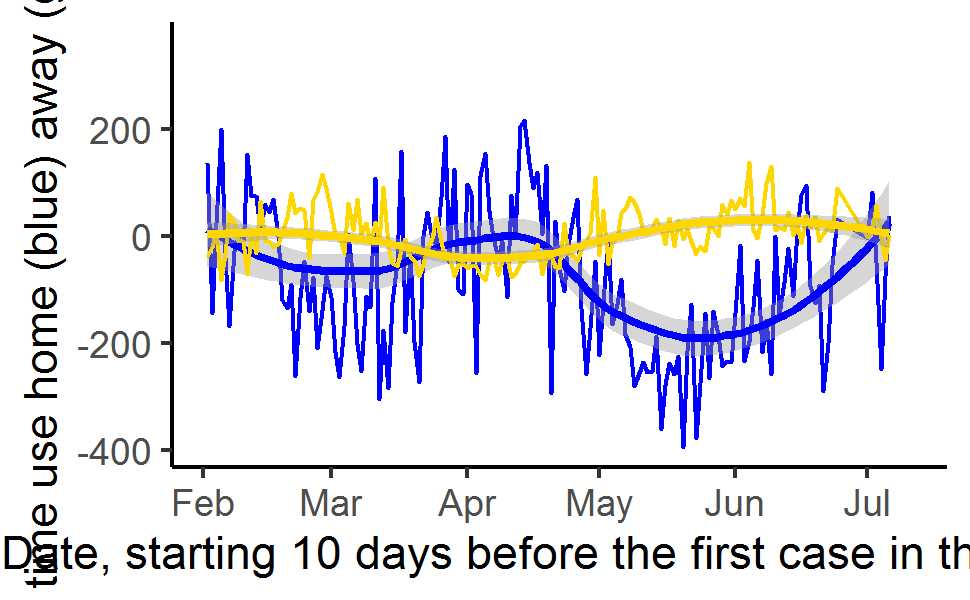 time use home (blue) away (
200
0
-200
-400
Feb Mar Apr May Jun Jul
Date, starting 10 days before the first case in th